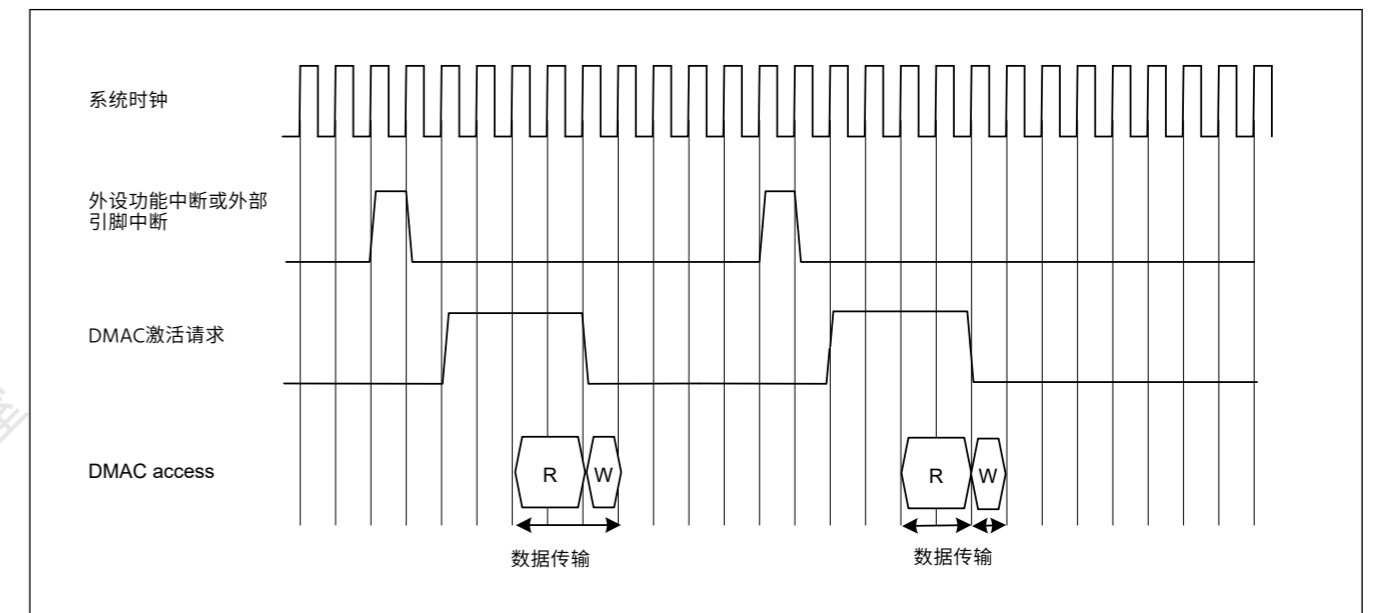 系统时钟
外设功能中断或外部
引脚中断
DMAC激活请求
DMAC access
R
W
R
W
数据传输
数据传输